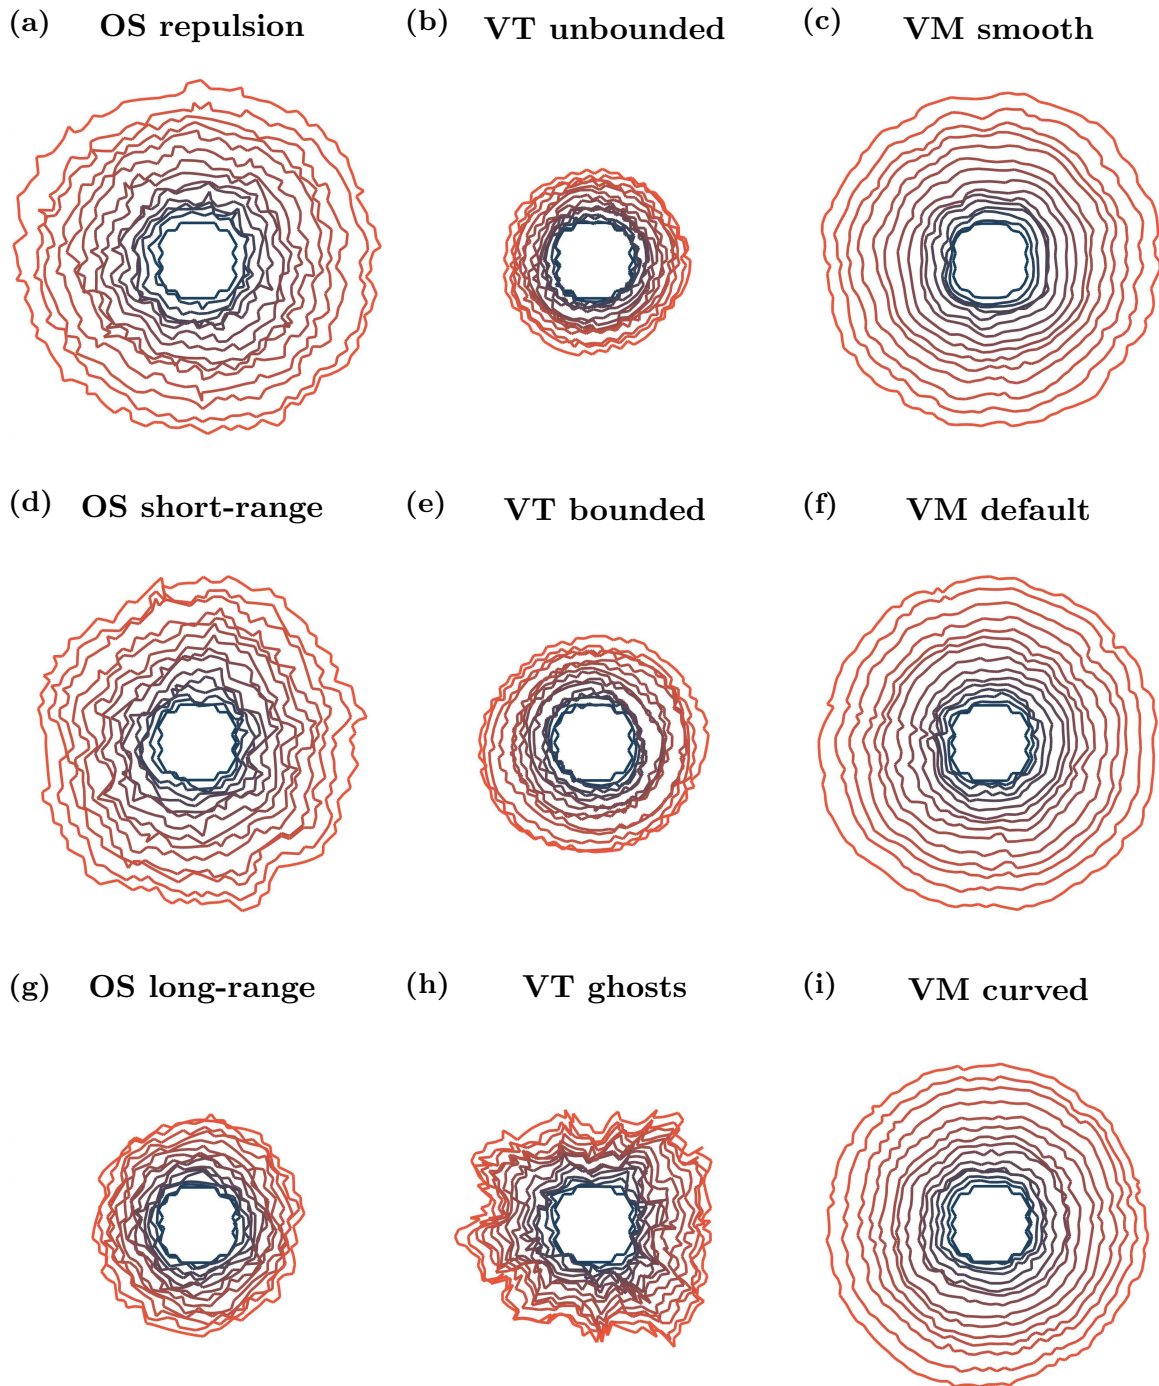 (a) OS repulsion
(b) VT unbounded
(c) VM smooth
(d) OS short-range
(e) VT bounded
(f) VM default
(g) OS long-range
(h) VT ghosts
(i) VM curved